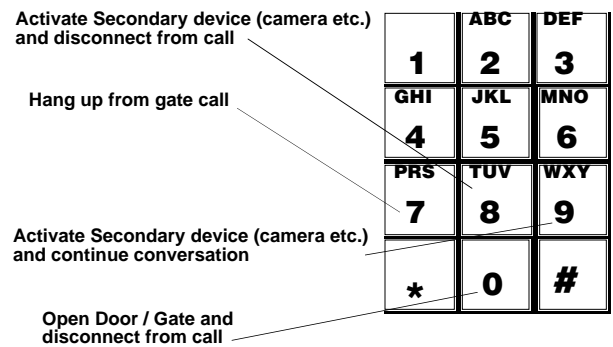 Activate Secondary device (camera etc.)
and disconnect from call
Hang up from gate call
Activate Secondary device (camera etc.)
and continue conversation
Open Door / Gate and
disconnect from call
ABC DEF
1 2 3
GHI JKL MNO
4 5 6
PRS TUV WXY
7 8 9
* 0 #